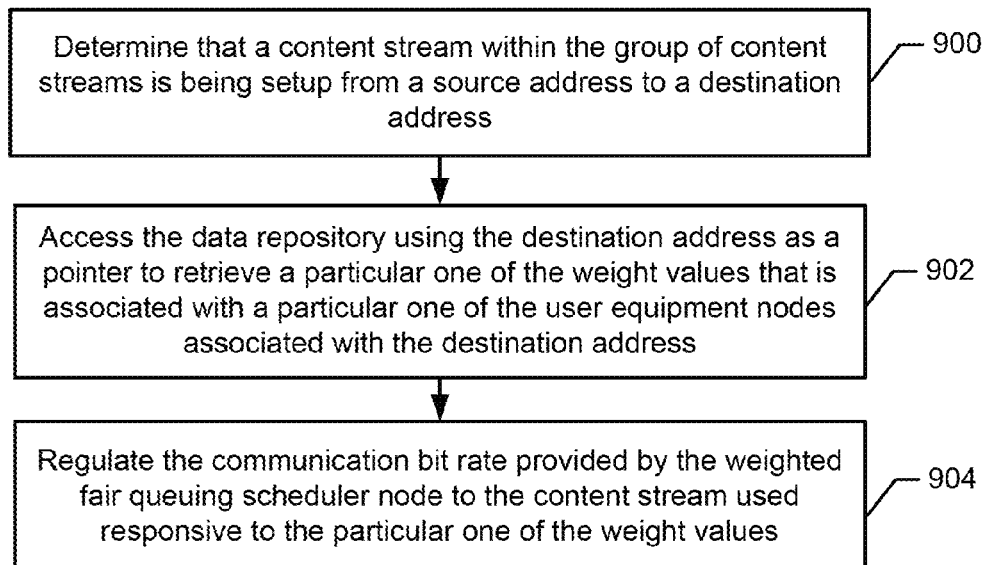 Determine that a content stream within the group of content
streams is being setup from a source address to a destination
address
900
Access the data repository using the destination address as a
pointer to retrieve a particular one of the weight values that is
associated with a particular one of the user equipment nodes
associated with the destination address
902
Regulate the communication bit rate provided by the weighted
fair queuing scheduler node to the content stream used
responsive to the particular one of the weight values
904